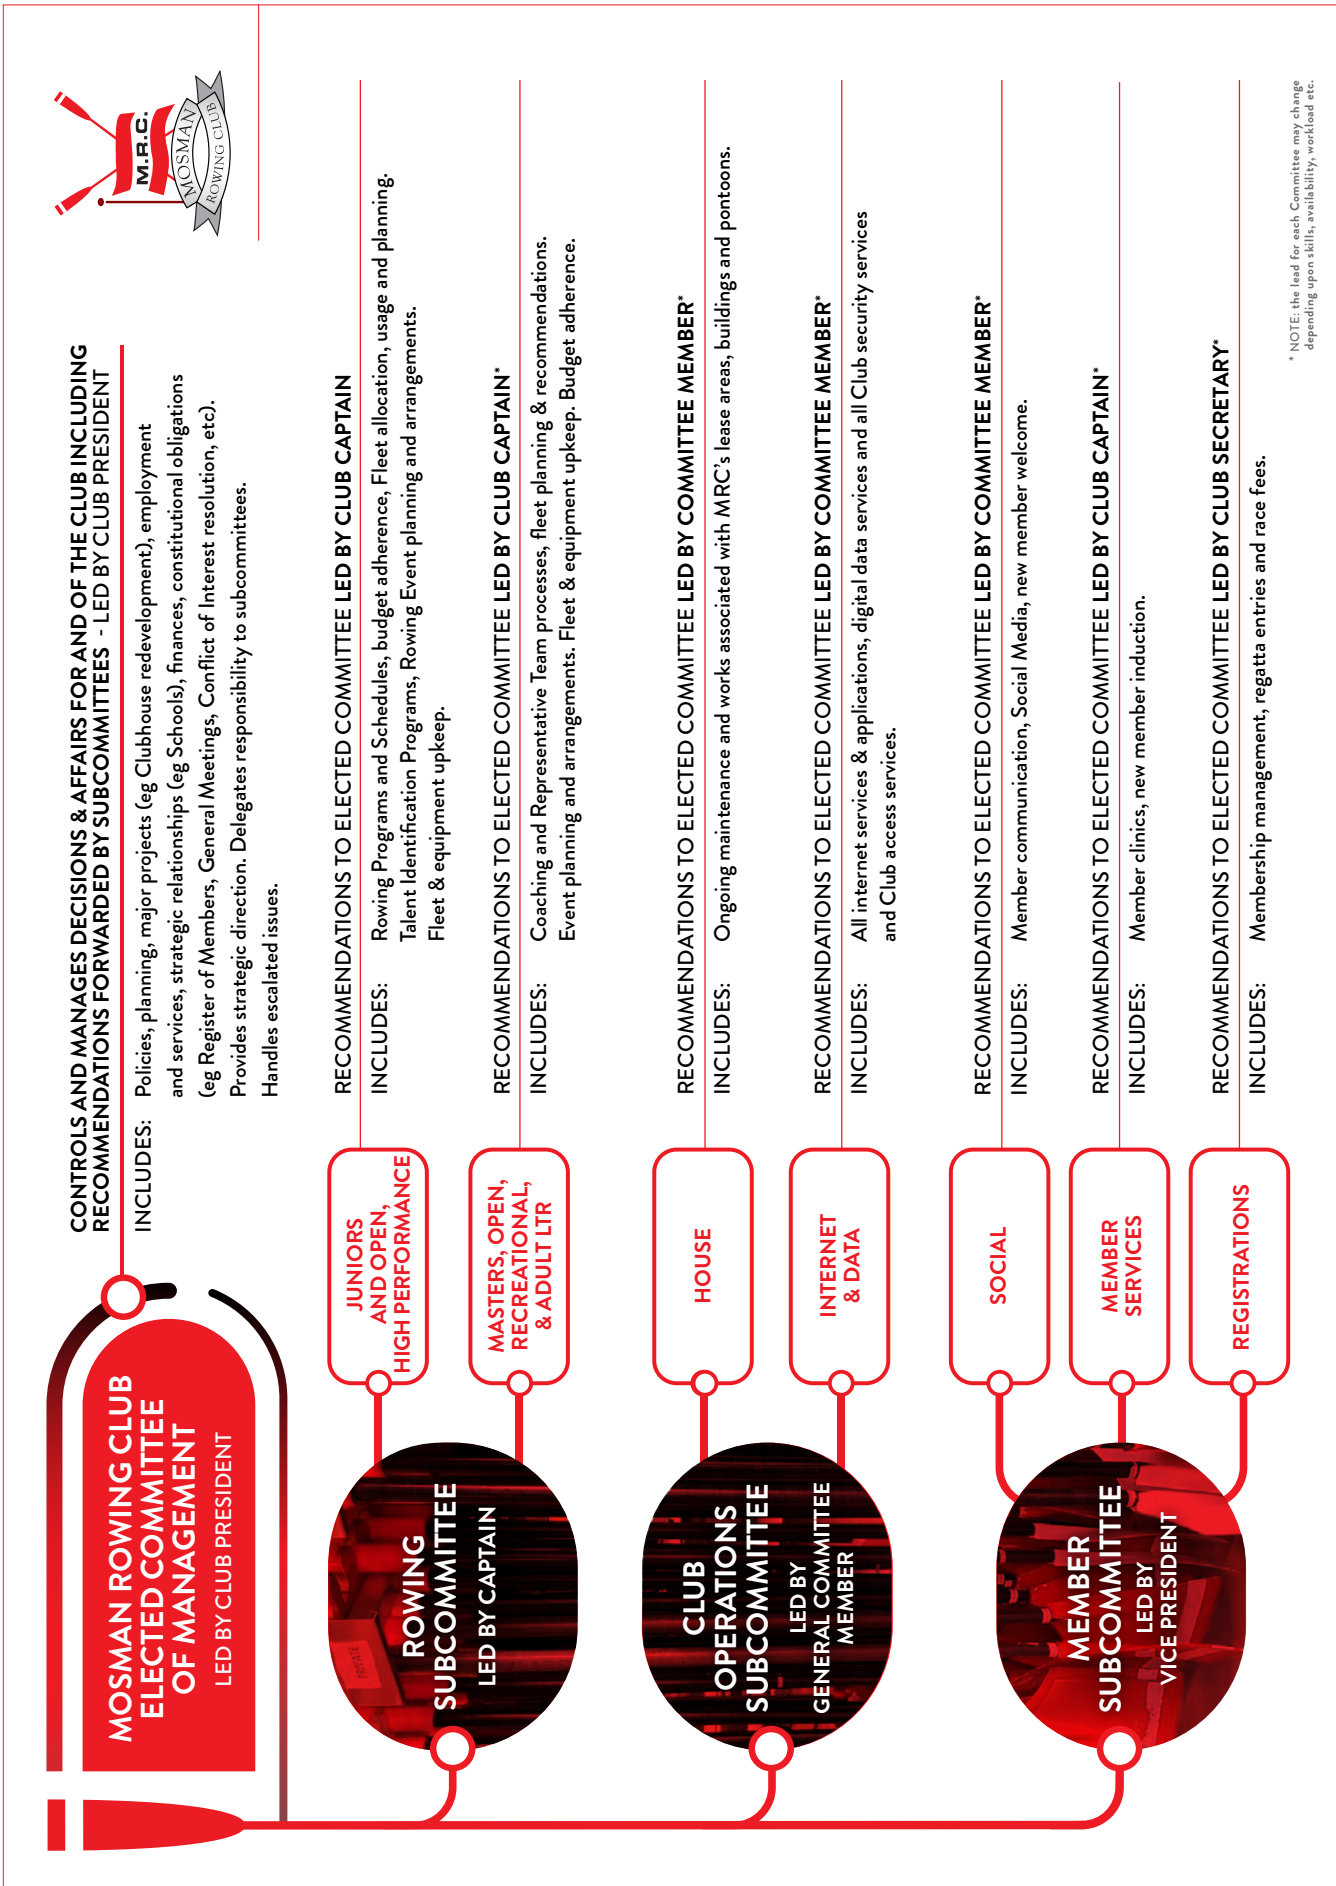 MOSMAN ROWING CLUB
ELECTED COMMITTEE
OF MANAGEMENT
LED BY CLUB PRESIDENT
CONTROLS AND MANAGES DECISIONS & AFFAIRS FOR AND OF THE CLUB INCLUDING
RECOMMENDATIONS FORWARDED BY SUBCOMMITTEES - LED BY CLUB PRESIDENT
INCLUDES: Policies, planning, major projects (eg Clubhouse redevelopment), employment
and services, strategic relationships (eg Schools), finances, constitutional obligations
(eg Register of Members, General Meetings, Conflict of Interest resolution, etc).
Provides strategic direction. Delegates responsibility to subcommittees.
Handles escalated issues.
M.R.C.
MOSMAN
ROWING CLUB
ROWING
SUBCOMMITTEE
LED BY CAPTAIN
PRIVATE
JUNIORS
AND OPEN,
HIGH PERFORMANCE
RECOMMENDATIONS TO ELECTED COMMITTEE LED BY CLUB CAPTAIN
INCLUDES: Rowing Programs and Schedules, budget adherence, Fleet allocation, usage and planning.
Talent Identification Programs, Rowing Event planning and arrangements.
Fleet & equipment upkeep.
MASTERS, OPEN,
RECREATIONAL,
& ADULT LTR
RECOMMENDATIONS TO ELECTED COMMITTEE LED BY CLUB CAPTAIN*
INCLUDES: Coaching and Representative Team processes, fleet planning & recommendations.
Event planning and arrangements. Fleet & equipment upkeep. Budget adherence.
CLUB
OPERATIONS
SUBCOMMITTEE
LED BY
GENERAL COMMITTEE
MEMBER
HOUSE
RECOMMENDATIONS TO ELECTED COMMITTEE LED BY COMMITTEE MEMBER*
INCLUDES: Ongoing maintenance and works associated with MRC's lease areas, buildings and pontoons.
INTERNET
& DATA
RECOMMENDATIONS TO ELECTED COMMITTEE LED BY COMMITTEE MEMBER*
INCLUDES: All internet services & applications, digital data services and all Club security services
and Club access services.
MEMBER
SUBCOMMITTEE
LED BY
VICE PRESIDENT
SOCIAL
RECOMMENDATIONS TO ELECTED COMMITTEE LED BY COMMITTEE MEMBER*
INCLUDES: Member communication, Social Media, new member welcome.
MEMBER
SERVICES
RECOMMENDATIONS TO ELECTED COMMITTEE LED BY CLUB CAPTAIN*
INCLUDES: Member clinics, new member induction.
REGISTRATIONS
RECOMMENDATIONS TO ELECTED COMMITTEE LED BY CLUB SECRETARY*
INCLUDES: Membership management, regatta entries and race fees.
* NOTE: the lead for each Committee may change
depending upon skills, availability, workload etc.